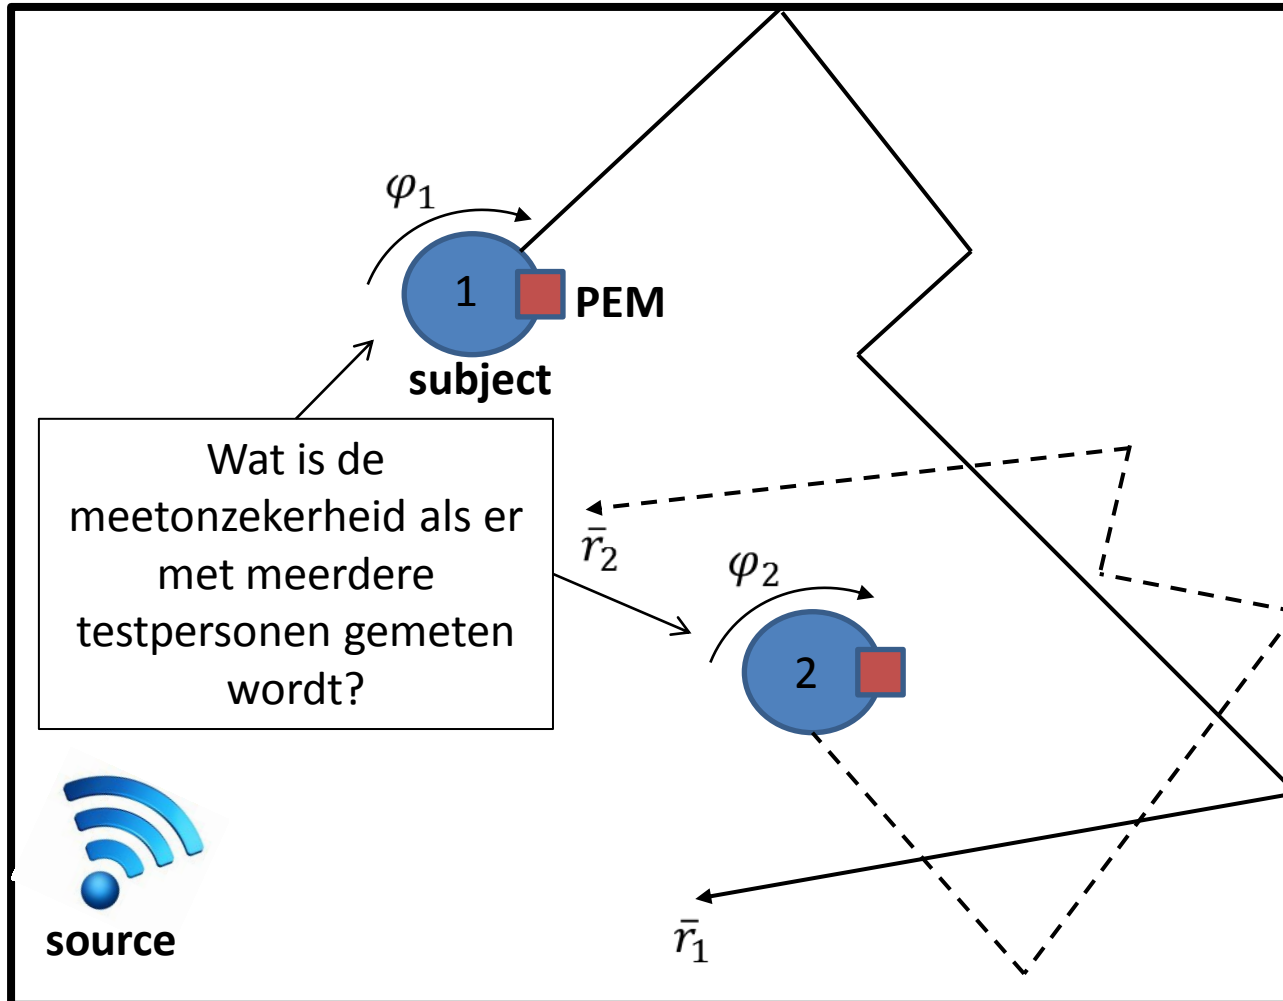 φ₁
1
PEM
subject
Wat is de
meetonzekerheid als er
met meerdere
testpersonen gemeten
wordt?
r̄₂
φ₂
2
source
r̄₁